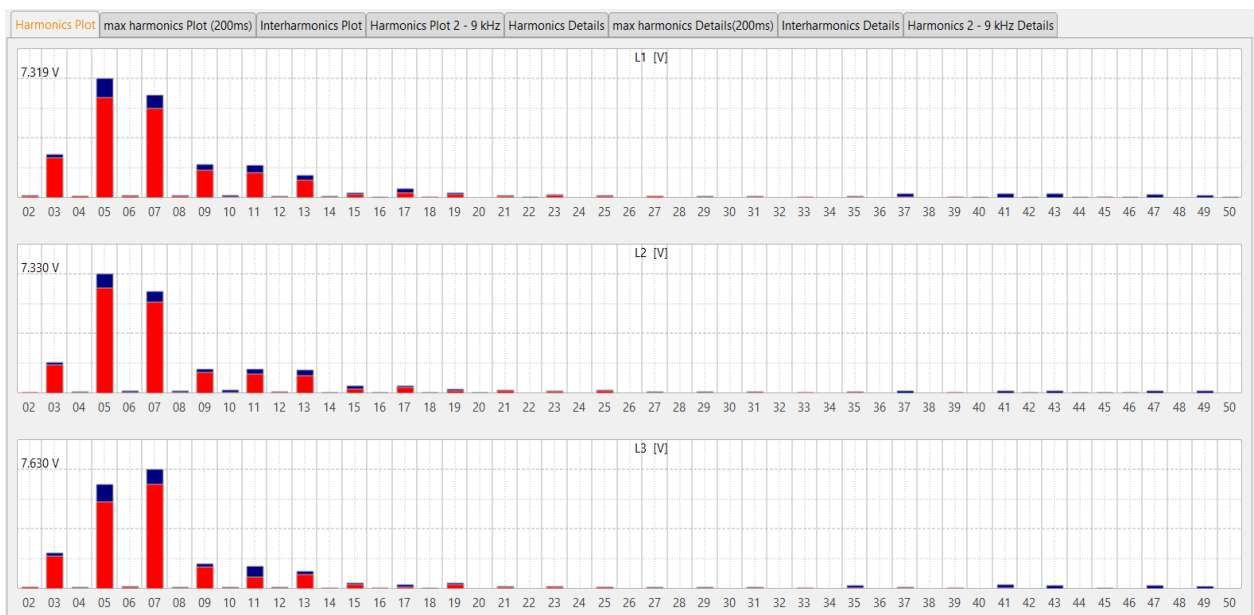 Harmonics Plot max harmonics Plot (200ms) Interharmonics Plot Harmonics Plot 2 - 9 kHz Harmonics Details max harmonics Details(200ms) Interharmonics Details Harmonics 2 - 9 kHz Details
L1 [V]
7.319 V
02 03 04 05 06 07 08 09 10 11 12 13 14 15 16 17 18 19 20 21 22 23 24 25 26 27 28 29 30 31 32 33 34 35 36 37 38 39 40 41 42 43 44 45 46 47 48 49 50
L2 [V]
7.330 V
02 03 04 05 06 07 08 09 10 11 12 13 14 15 16 17 18 19 20 21 22 23 24 25 26 27 28 29 30 31 32 33 34 35 36 37 38 39 40 41 42 43 44 45 46 47 48 49 50
L3 [V]
7.630 V
02 03 04 05 06 07 08 09 10 11 12 13 14 15 16 17 18 19 20 21 22 23 24 25 26 27 28 29 30 31 32 33 34 35 36 37 38 39 40 41 42 43 44 45 46 47 48 49 50